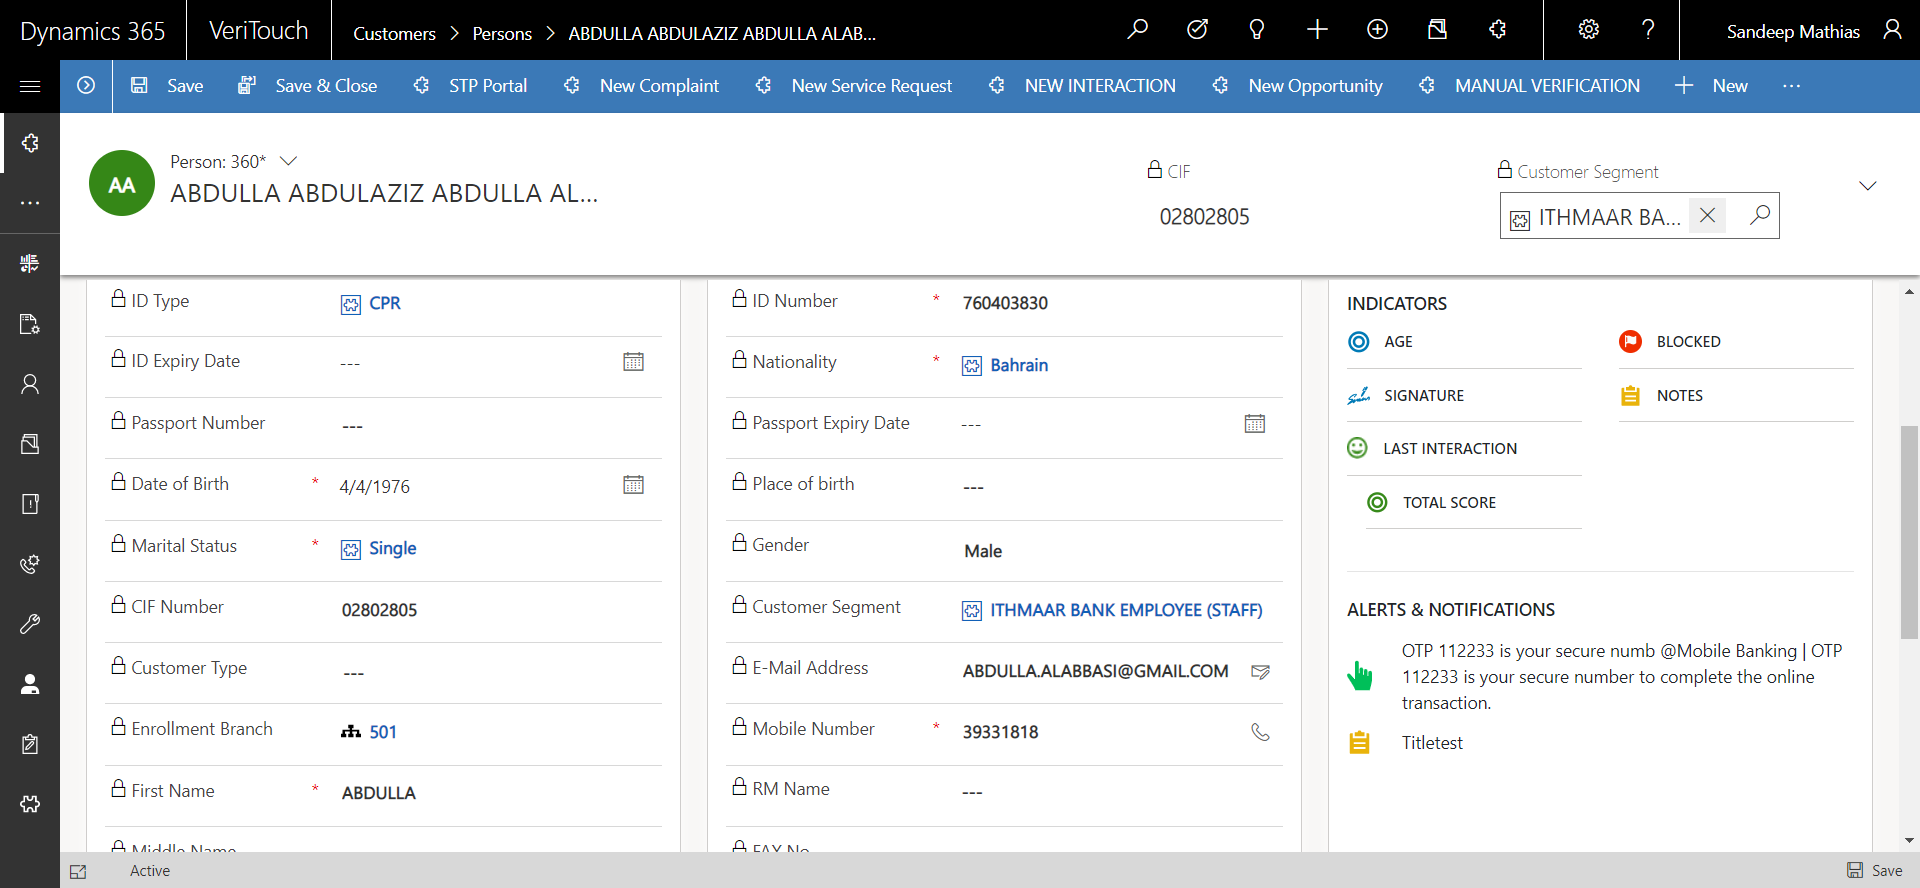 Dynamics 365
VeriTouch
Customers > Persons > ABDULLA ABDULAZIZ ABDULLA ALAB...
Sandeep Mathias
Save
Save & Close
STP Portal
New Complaint
New Service Request
NEW INTERACTION
New Opportunity
MANUAL VERIFICATION
New
AA
Person: 360*
ABDULLA ABDULAZIZ ABDULLA AL...
CIF
02802805
Customer Segment
ITHMAAR BA...
ID Type CPR
ID Expiry Date ---
Passport Number ---
Date of Birth * 4/4/1976
Marital Status * Single
CIF Number 02802805
Customer Type ---
Enrollment Branch 501
First Name * ABDULLA
Middle Name
ID Number * 760403830
Nationality * Bahrain
Passport Expiry Date ---
Place of birth ---
Gender Male
Customer Segment ITHMAAR BANK EMPLOYEE (STAFF)
E-Mail Address ABDULLA.ALABBASI@GMAIL.COM
Mobile Number * 39331818
RM Name ---
FAX No
INDICATORS
AGE
BLOCKED
SIGNATURE
NOTES
LAST INTERACTION
TOTAL SCORE
ALERTS & NOTIFICATIONS
OTP 112233 is your secure numb @Mobile Banking | OTP
112233 is your secure number to complete the online
transaction.
Titletest
Active
Save